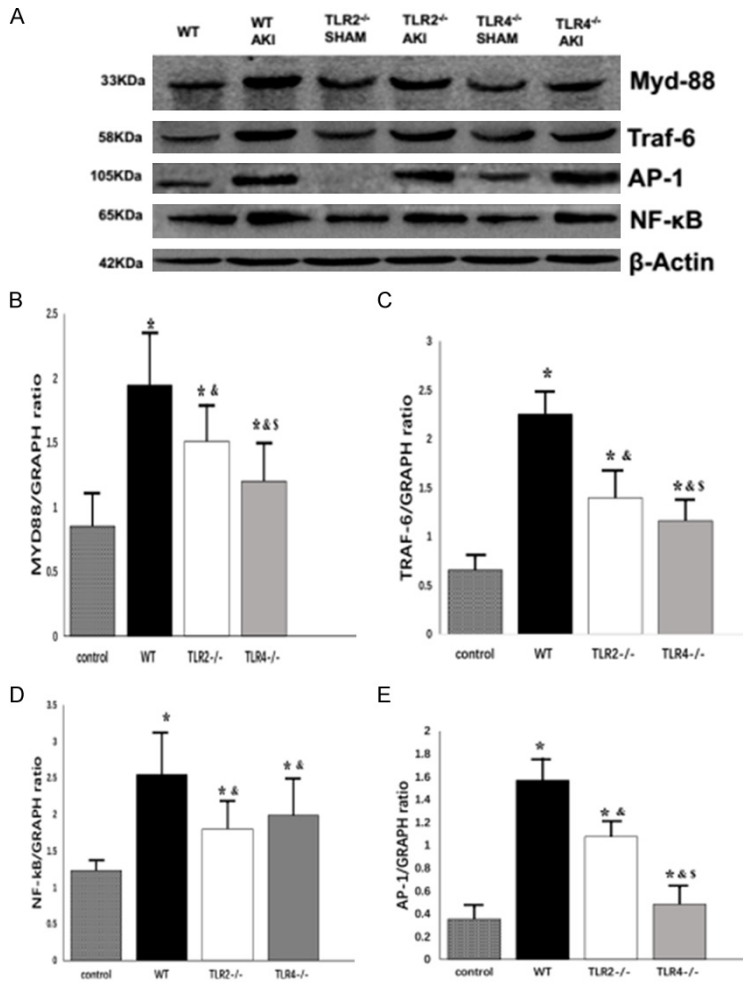 A
WT
WT
AKI
TLR2-/-
SHAM
TLR2-/-
AKI
TLR4-/-
SHAM
TLR4-/-
AKI
33KDa
Myd-88
58KDa
Traf-6
105KDa
AP-1
65KDa
NF-κB
42KDa
β-Actin
B
MYD88/GRAPH ratio
2.5
2
1.5
1
0.5
0
*
* &
*&$
control
WT
TLR2-/-
TLR4-/-
C
TRAF-6/GRAPH ratio
3
2.5
2
1.5
1
0.5
0
*
* &
*&$
control
WT
TLR2-/-
TLR4-/-
D
NF-kB/GRAPH ratio
3.5
3
2.5
2
1.5
1
0
*
* &
* &
control
WT
TLR2-/-
TLR4-/-
E
AP-1/GRAPH ratio
2
1.8
1.6
1.4
1.2
1
0.8
0.6
0.4
0.2
0
*
* &
*&$
control
WT
TLR2-/-
TLR4-/-